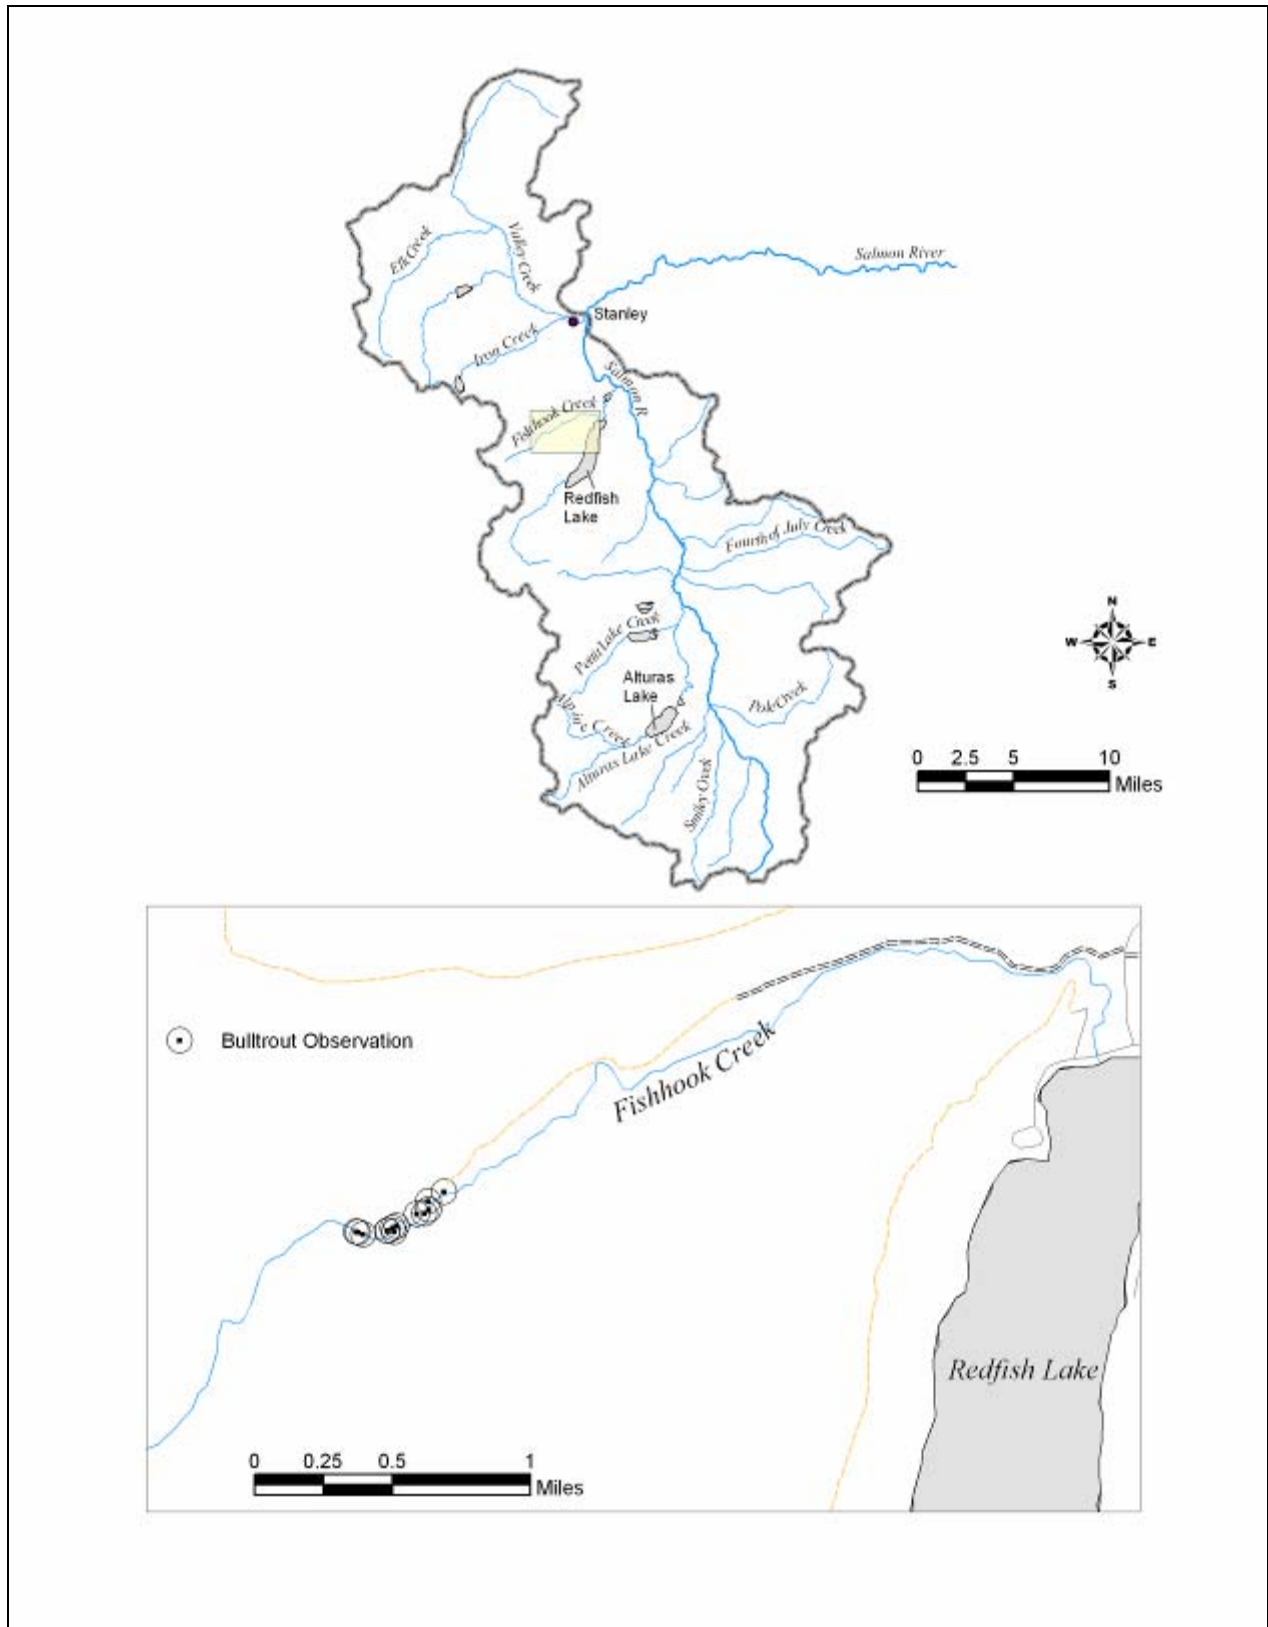 Salmon River
Valley Creek
Elk Creek
Stanley
Iron Creek
Salmon R
Fishhook Creek
Redfish
Lake
Fourth of July Creek
N
W E
S
Pettit Lake Creek
Alturas
Lake
Alpine Creek
Pole Creek
Alturas Lake Creek
Smiley Creek
0 2.5 5 10
Miles
Builtrout Observation
Fishhook Creek
Redfish Lake
0 0.25 0.5 1
Miles